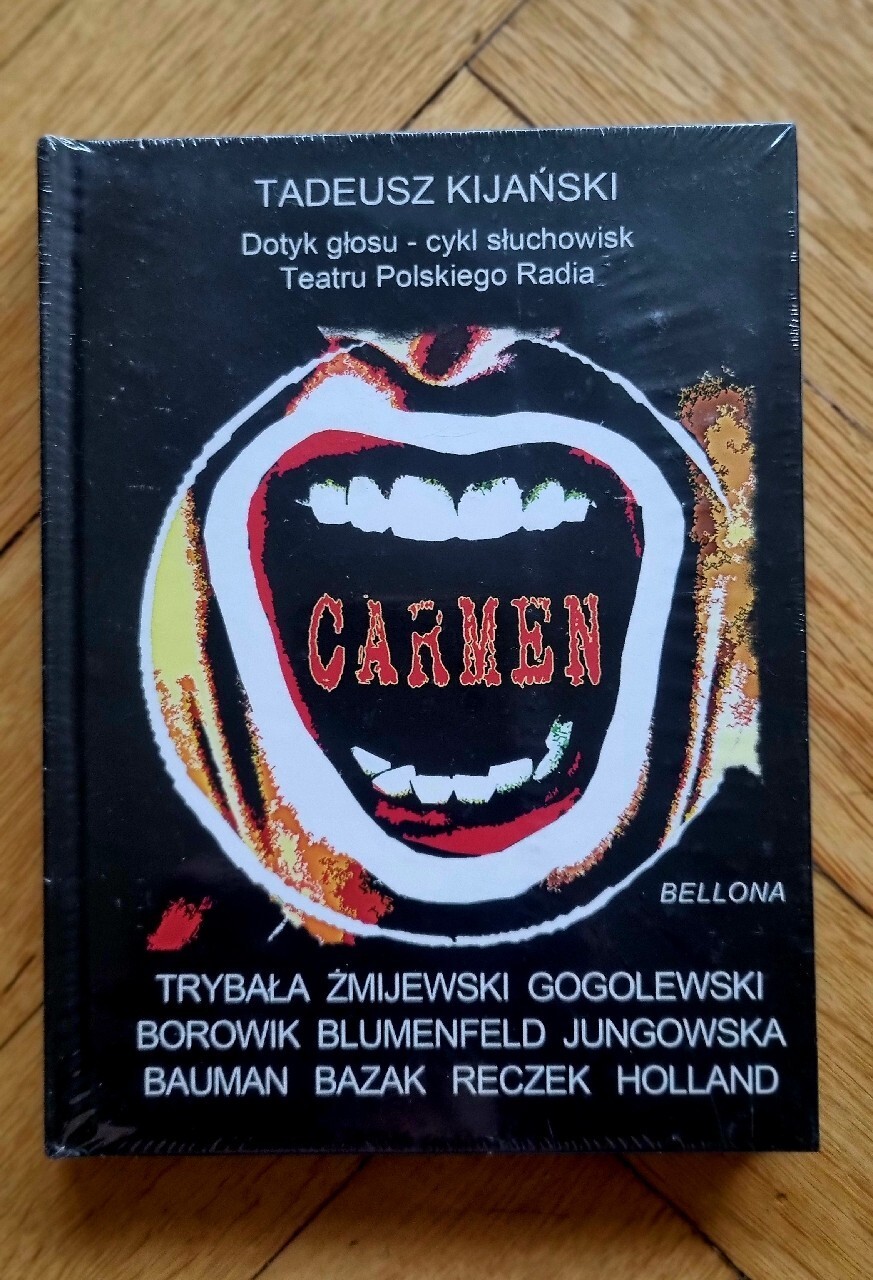 TADEUSZ KIJAŃSKI
Dotyk głosu - cykl słuchowisk
Teatru Polskiego Radia
CARMEN
BELLONA
TRYBAŁA ŻMIJEWSKI GOGOLEWSKI
BOROWIK BLUMENFELD JUNGOWSKA
BAUMAN BAZAK RECZEK HOLLAND